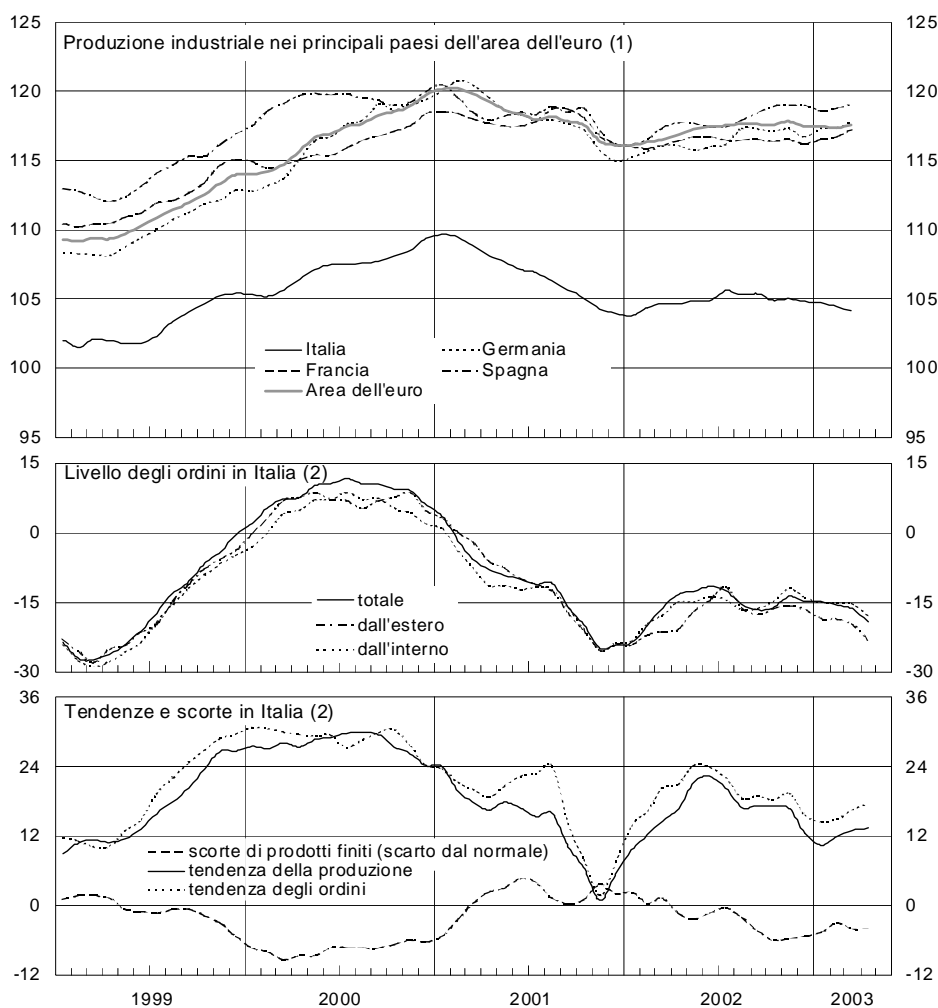 125 125
Produzione industriale nei principali paesi dell'area dell'euro (1)
120 120
115 115
110 110
105 105
Italia Germania
Francia Spagna
100 100
Area dell'euro
95 95
15 15
Livello degli ordini in Italia (2)
0 0
-15 -15
totale
dall'estero
dall'interno
-30 -30
36 36
Tendenze e scorte in Italia (2)
24 24
12 12
scorte di prodotti finiti (scarto dal normale)
tendenza della produzione
tendenza degli ordini
0 0
-12 -12
1999 2000 2001 2002 2003